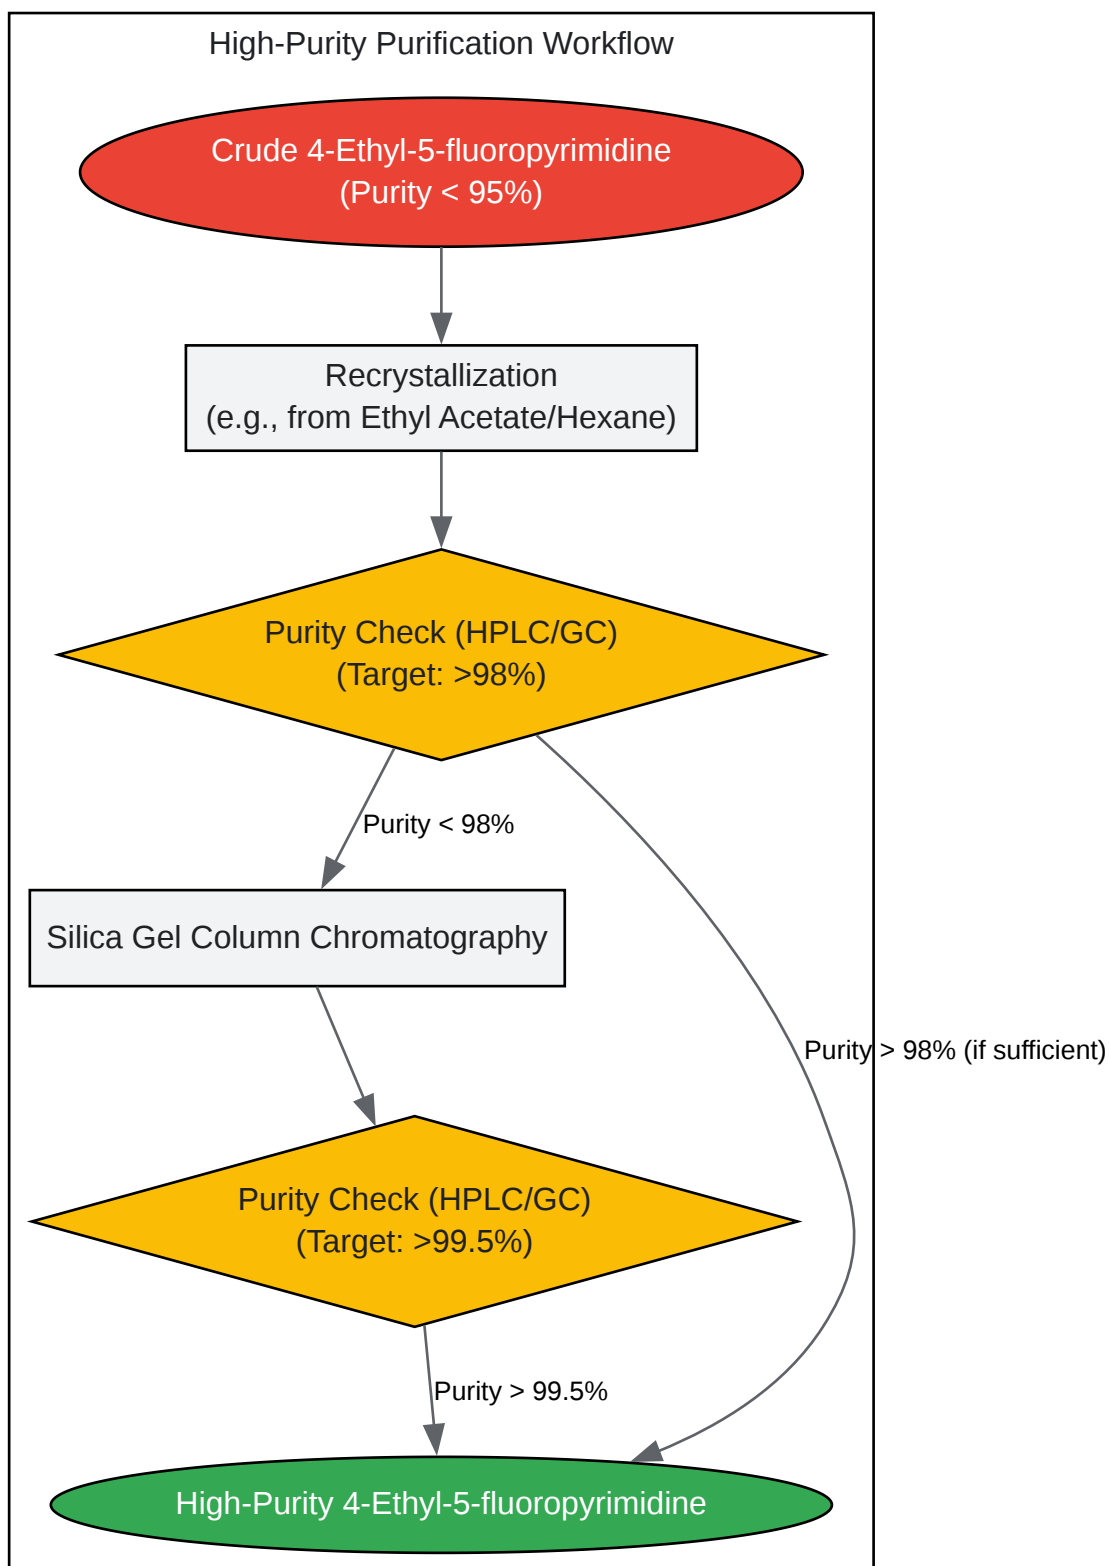 High-Purity Purification Workflow
Crude 4-Ethyl-5-fluoropyrimidine
(Purity < 95%)
Recrystallization
(e.g., from Ethyl Acetate/Hexane)
Purity Check (HPLC/GC)
(Target: >98%)
Purity < 98%
Silica Gel Column Chromatography
Purity > 98% (if sufficient)
Purity Check (HPLC/GC)
(Target: >99.5%)
Purity > 99.5%
High-Purity 4-Ethyl-5-fluoropyrimidine